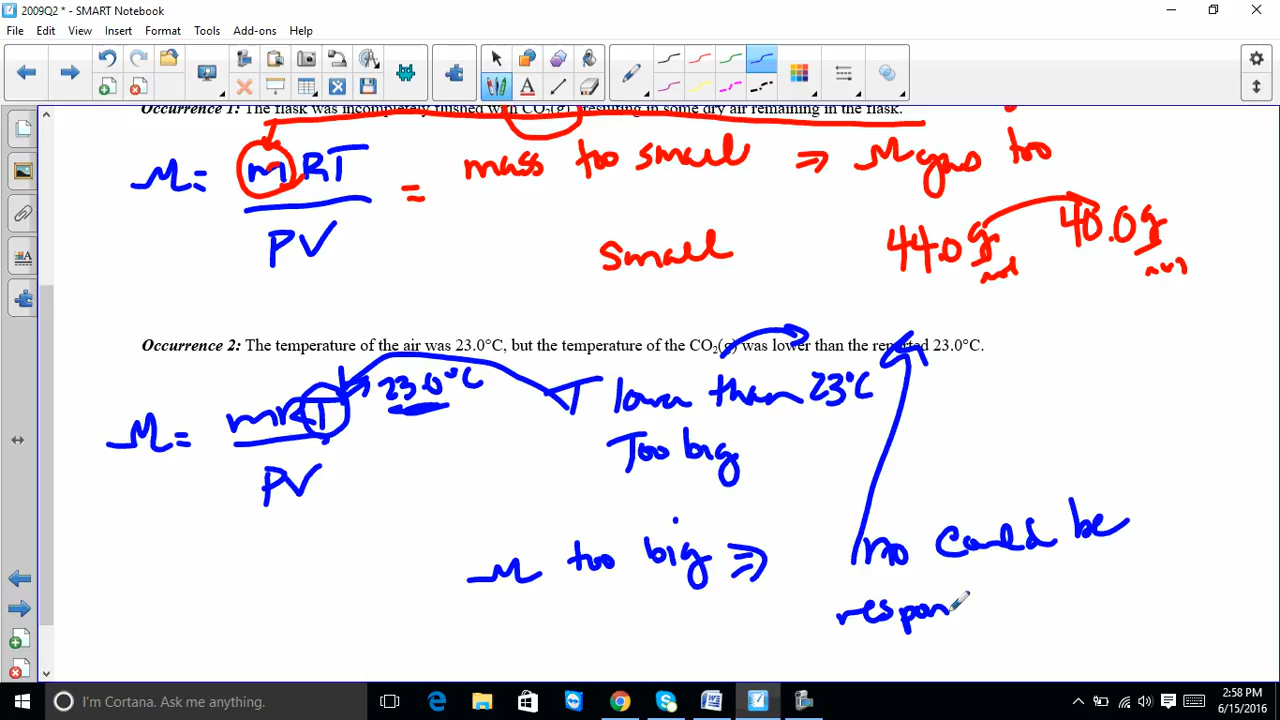 2009Q2 * - SMART Notebook
File Edit View Insert Format Tools Add-ons Help
Occurrence 1: The flask was incompletely flushed with CO2(g), resulting in some dry air remaining in the flask.
M = mRT / PV = mass too small ⇒ M gas too
small 44.0 g/mol 40.0 g/mol
Occurrence 2: The temperature of the air was 23.0°C, but the temperature of the CO2(g) was lower than the reported 23.0°C.
M = mRT / PV 23.0°C T lower than 23°C
Too big
M too big ⇒ no could be
respon
I'm Cortana. Ask me anything.
2:58 PM
6/15/2016